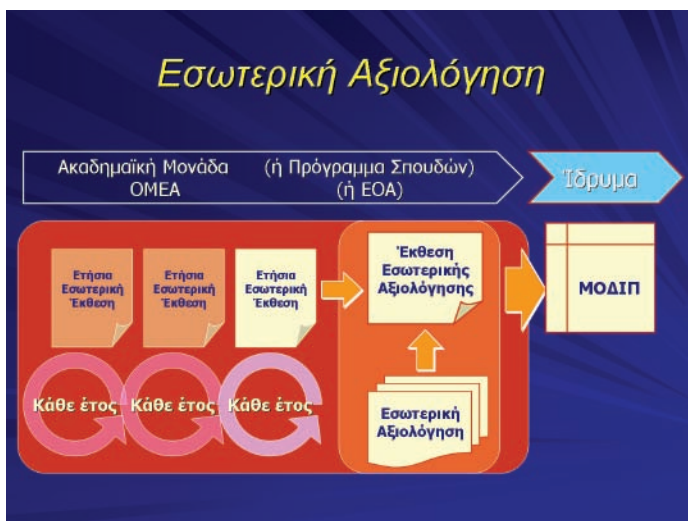 Εσωτερική Αξιολόγηση
Ακαδημαϊκή Μονάδα (ή Πρόγραμμα Σπουδών)
ΟΜΕΑ (ή ΕΟΑ)
Ίδρυμα
Ετήσια
Εσωτερική
Έκθεση
Ετήσια
Εσωτερική
Έκθεση
Ετήσια
Εσωτερική
Έκθεση
Έκθεση
Εσωτερικής
Αξιολόγησης
ΜΟΔΙΠ
Κάθε έτος
Κάθε έτος
Κάθε έτος
Εσωτερική
Αξιολόγηση